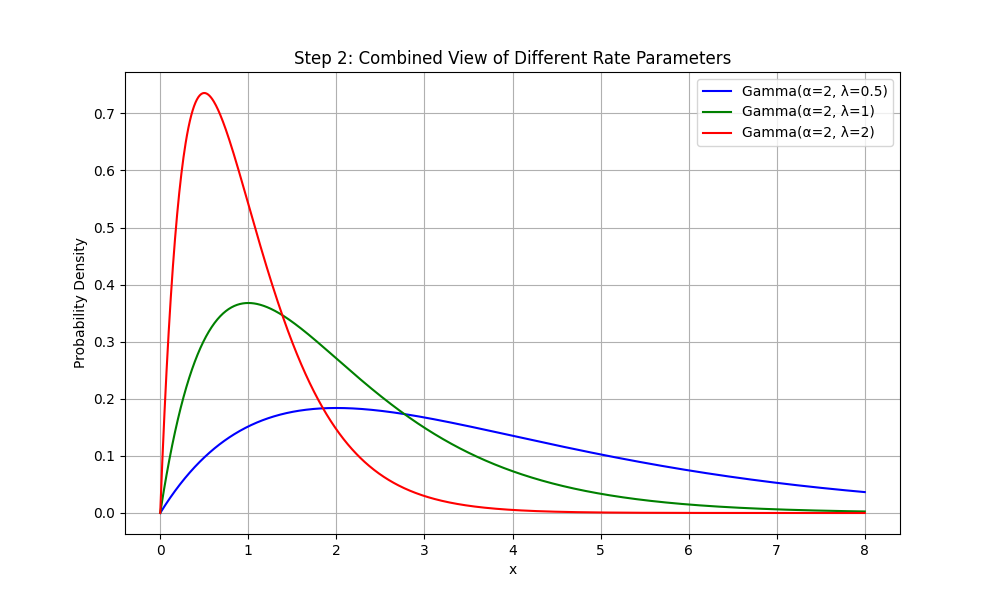 Step 2: Combined View of Different Rate Parameters
Gamma(α=2, λ=0.5)
Gamma(α=2, λ=1)
Gamma(α=2, λ=2)
Probability Density
0.7
0.6
0.5
0.4
0.3
0.2
0.1
0.0
0 1 2 3 4 5 6 7 8
x